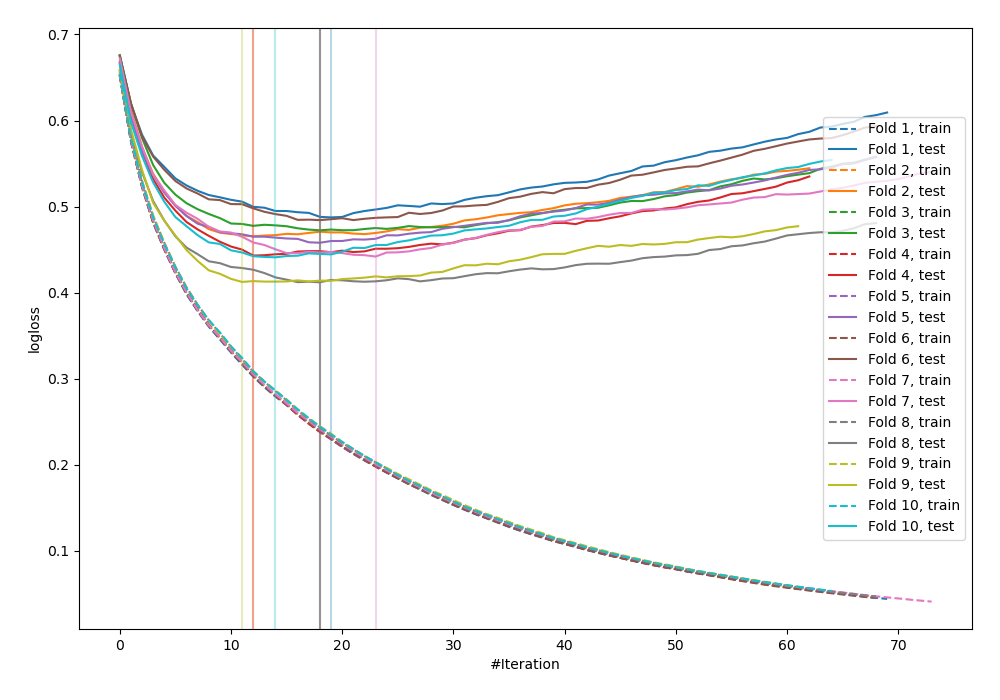 0.7
0.6
0.5
0.4
0.3
0.2
0.1
logloss
0
10
20
30
40
50
60
70
#Iteration
Fold 1, train
Fold 1, test
Fold 2, train
Fold 2, test
Fold 3, train
Fold 3, test
Fold 4, train
Fold 4, test
Fold 5, train
Fold 5, test
Fold 6, train
Fold 6, test
Fold 7, train
Fold 7, test
Fold 8, train
Fold 8, test
Fold 9, train
Fold 9, test
Fold 10, train
Fold 10, test